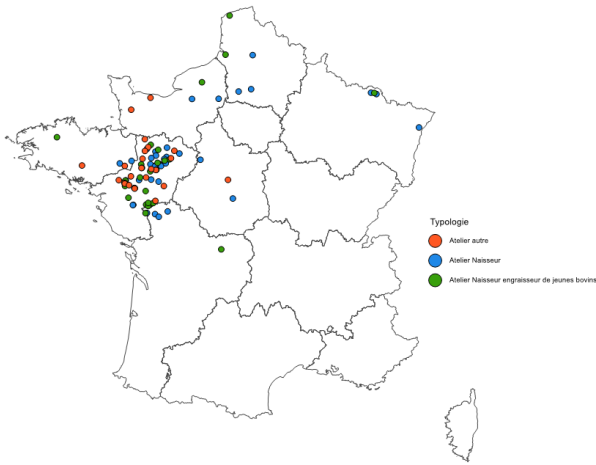 Typologie
Atelier autre
Atelier Naisseur
Atelier Naisseur engraisseur de jeunes bovins